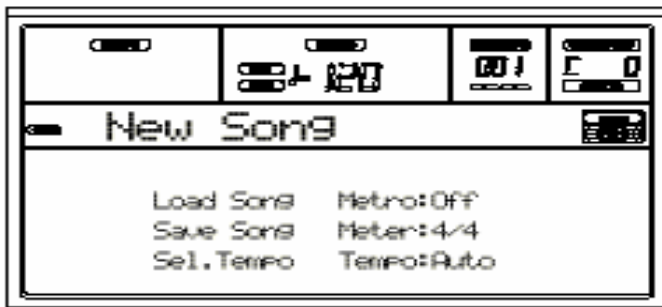 New Song
Load Song Metro:Off
Save Song Meter:4/4
Sel.Tempo Tempo:Auto